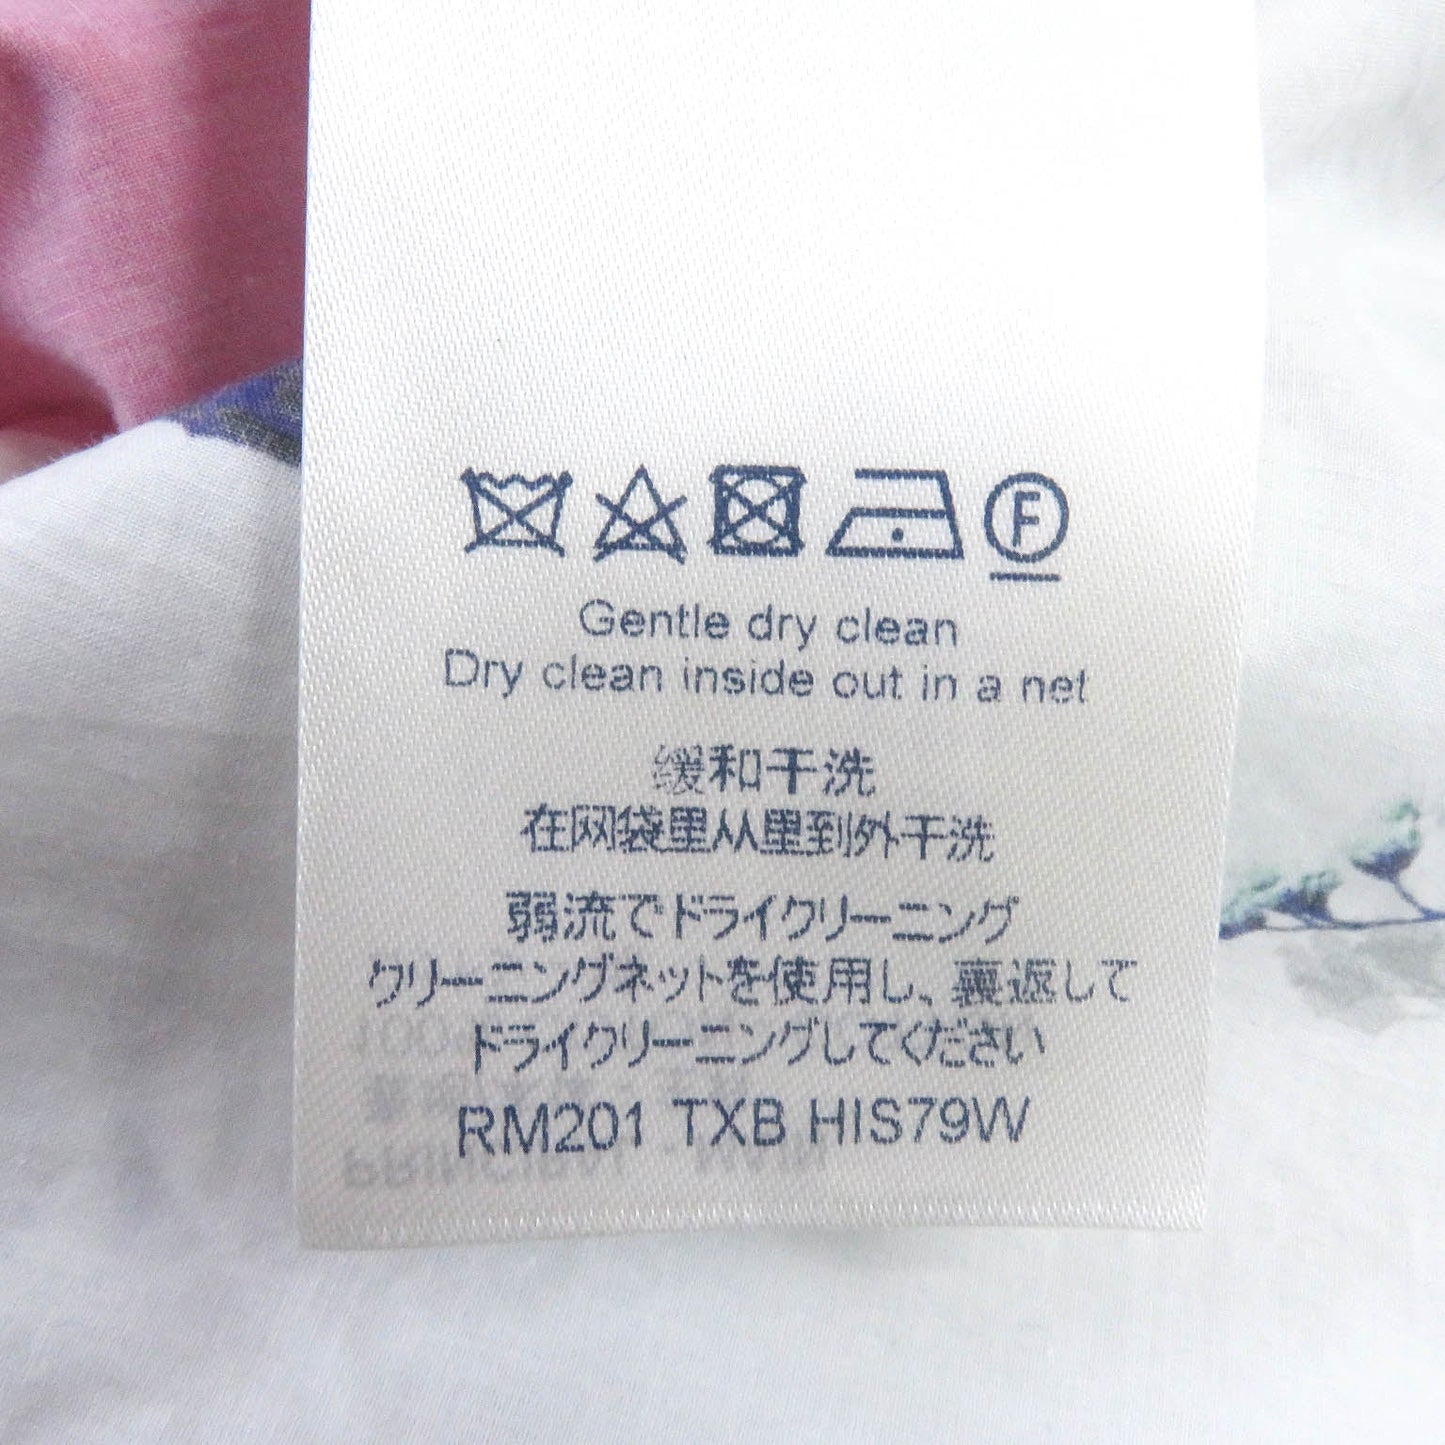 F
Gentle dry clean
Dry clean inside out in a net
缓和干洗
在网袋里从里到外干洗
弱流でドライクリーニング
クリーニングネットを使用し、裏返して
ドライクリーニングしてください
RM201 TXB HIS79W